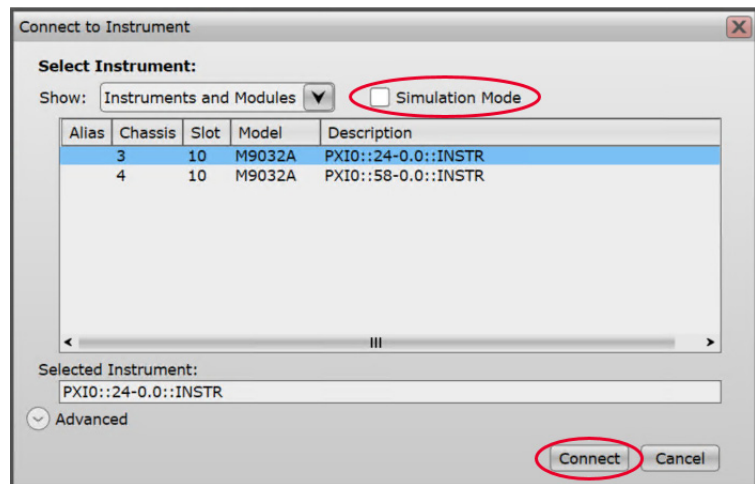 Connect to Instrument
Select Instrument:
Show: Instruments and Modules Simulation Mode
Alias Chassis Slot Model Description
3 10 M9032A PXI0::24-0.0::INSTR
4 10 M9032A PXI0::58-0.0::INSTR
Selected Instrument:
PXI0::24-0.0::INSTR
Advanced
Connect Cancel